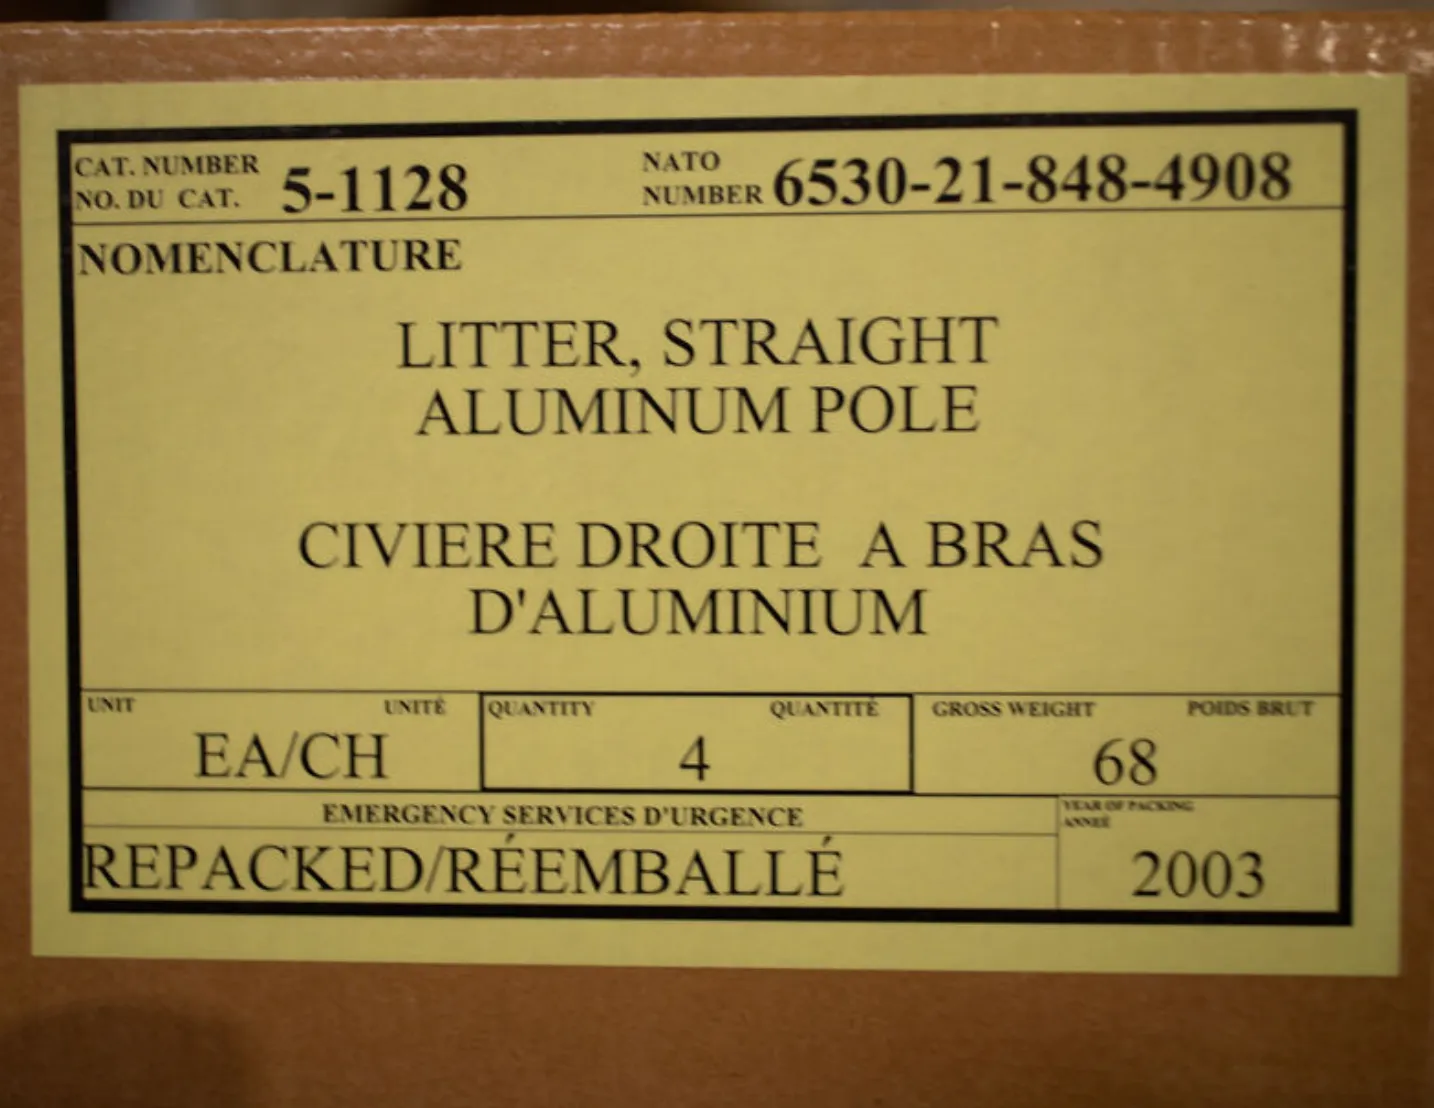 CAT. NUMBER
NO. DU CAT. 5-1128
NATO
NUMBER 6530-21-848-4908
NOMENCLATURE
LITTER, STRAIGHT
ALUMINUM POLE
CIVIERE DROITE A BRAS
D'ALUMINIUM
UNIT UNITÉ
EA/CH
QUANTITY QUANTITÉ
4
GROSS WEIGHT POIDS BRUT
68
EMERGENCY SERVICES D'URGENCE
REPACKED/RÉEMBALLÉ
YEAR OF PACKING
ANNEÉ
2003